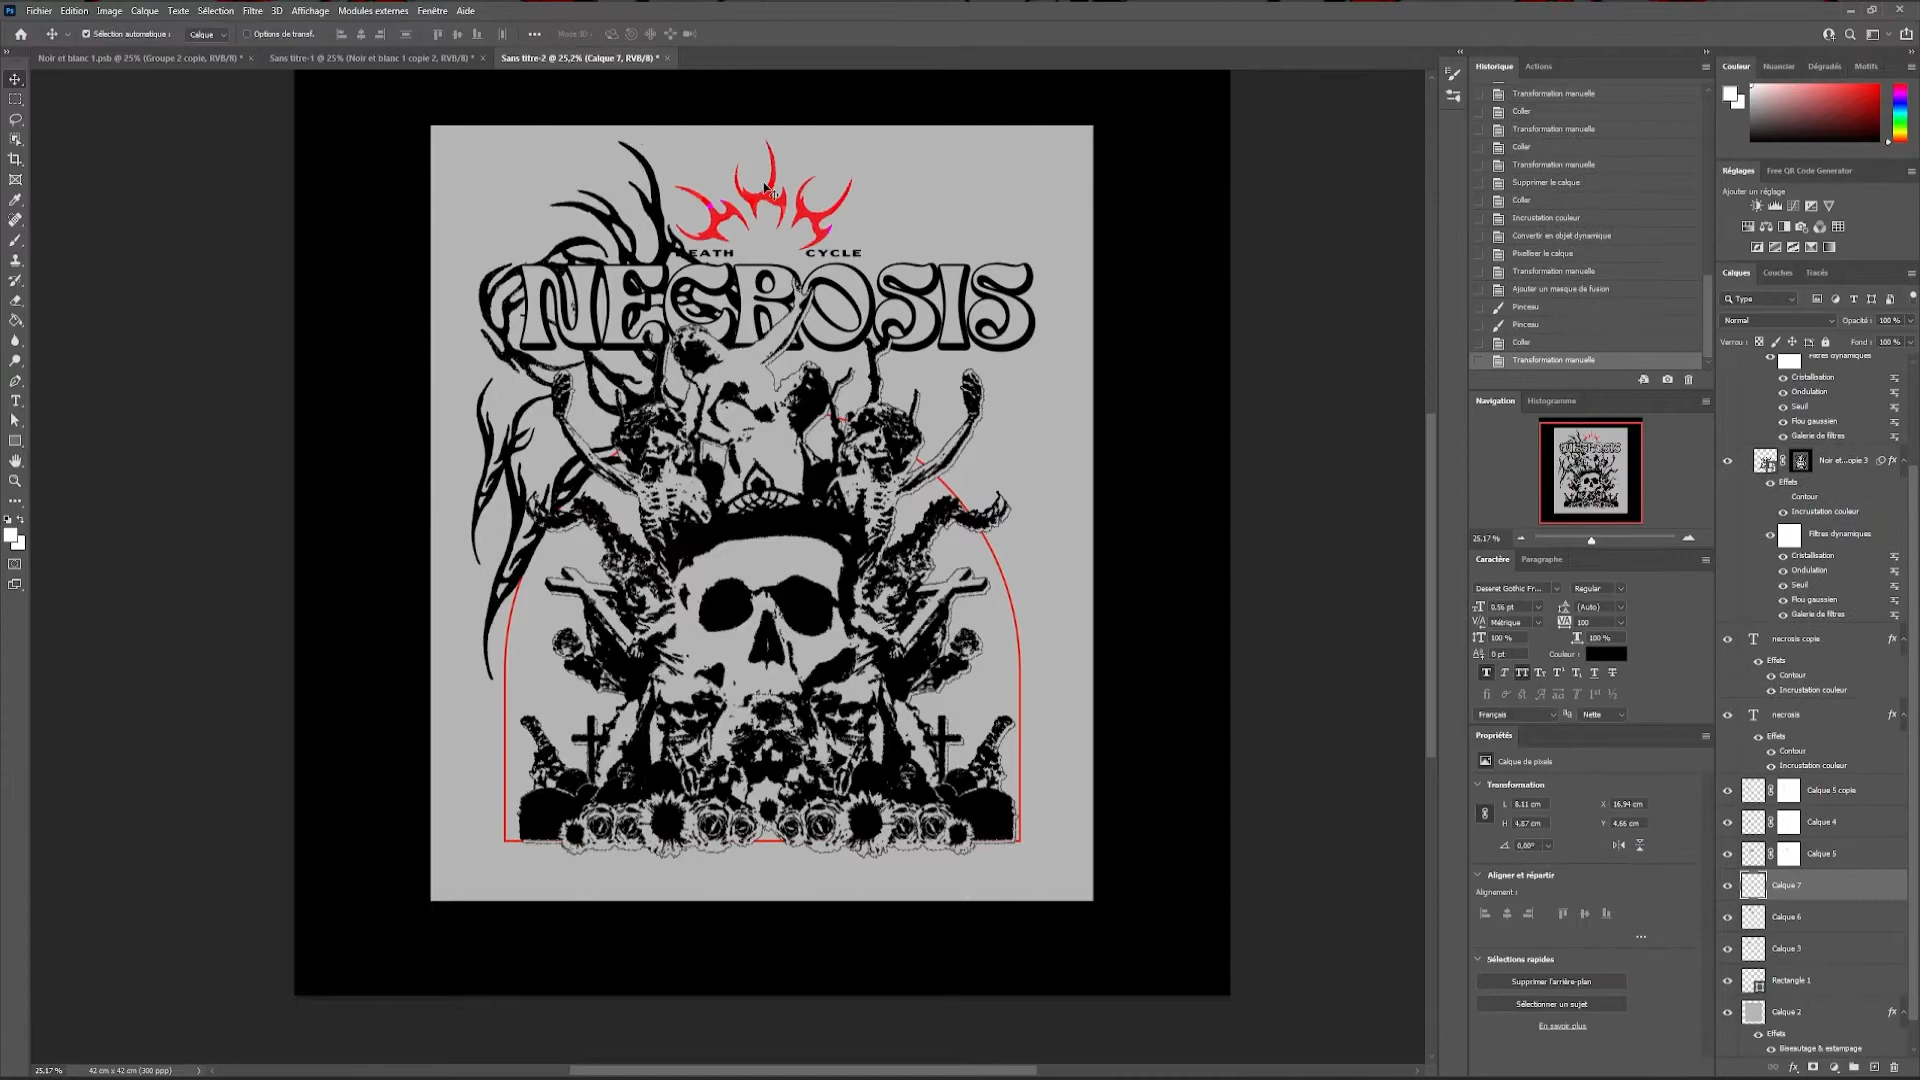 Ps Fichier Edition Image Calque Texte Sélection Filtre 3D Affichage Modules externes Fenêtre Aide
Sélection automatique : Calque Options de transf. Mode 3D :
Noir et blanc 1.psb @ 25% (Groupe 2 copie, RVB/8) * Sans titre-1 @ 25% (Noir et blanc 1 copie 2, RVB/8) * Sans titre-2 @ 25,2% (Calque 7, RVB/8) *
EATH CYCLE
NECROSIS
25,17 % 42 cm x 42 cm (300 ppp)
Historique Actions
Transformation manuelle
Coller
Transformation manuelle
Coller
Transformation manuelle
Supprimer le calque
Coller
Incrustation couleur
Convertir en objet dynamique
Pixelliser le calque
Transformation manuelle
Ajouter un masque de fusion
Pinceau
Pinceau
Coller
Transformation manuelle
Navigation Histogramme
25,17 %
Caractère Paragraphe
Deseret Gothic Fr... Regular
0,56 pt (Auto)
Métrique 100
100 % 100 %
0 pt Couleur :
Français aa Nette
Propriétés
Calque de pixels
Transformation
L 8,11 cm X 16,94 cm
H 4,87 cm Y 4,66 cm
0,00°
Aligner et répartir
Alignement :
Sélections rapides
Supprimer l'arrière-plan
Sélectionner un sujet
En savoir plus
Couleur Nuancier Dégradés Motifs
Réglages Free QR Code Generator
Ajouter un réglage
Calques Couches Tracés
Type
Normal Opacité : 100 %
Verrou : Fond : 100 %
Filtres dynamiques
Cristallisation
Ondulation
Seuil
Flou gaussien
Galerie de filtres
Noir et...opie 3 fx
Effets
Contour
Incrustation couleur
Filtres dynamiques
Cristallisation
Ondulation
Seuil
Flou gaussien
Galerie de filtres
necrosis copie fx
Effets
Contour
Incrustation couleur
necrosis fx
Effets
Contour
Incrustation couleur
Calque 5 copie
Calque 4
Calque 5
Calque 7
Calque 6
Calque 3
Rectangle 1
Calque 2 fx
Effets
Biseautage & estampage